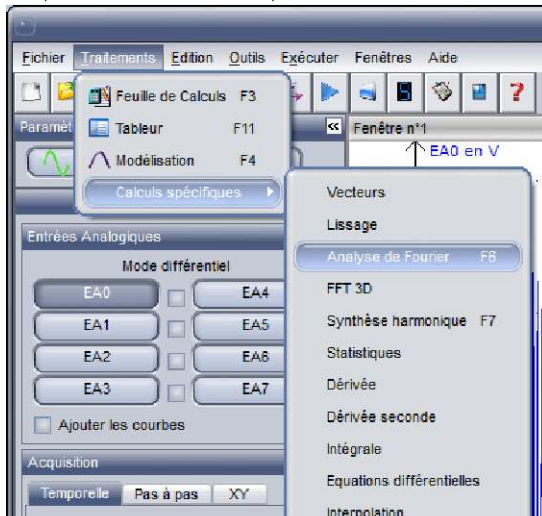 Fichier Traitements Edition Outils Exécuter Fenêtres Aide
Feuille de Calculs F3
Tableur F11
Modélisation F4
Calculs spécifiques
Paramèt
«
Fenêtre n°1
EA0 en V
Vecteurs
Lissage
Analyse de Fourier F6
FFT 3D
Synthèse harmonique F7
Statistiques
Dérivée
Dérivée seconde
Intégrale
Equations différentielles
Interpolation
Entrées Analogiques
Mode différentiel
EA0 EA4
EA1 EA5
EA2 EA6
EA3 EA7
Ajouter les courbes
Acquisition
Temporelle Pas à pas XY